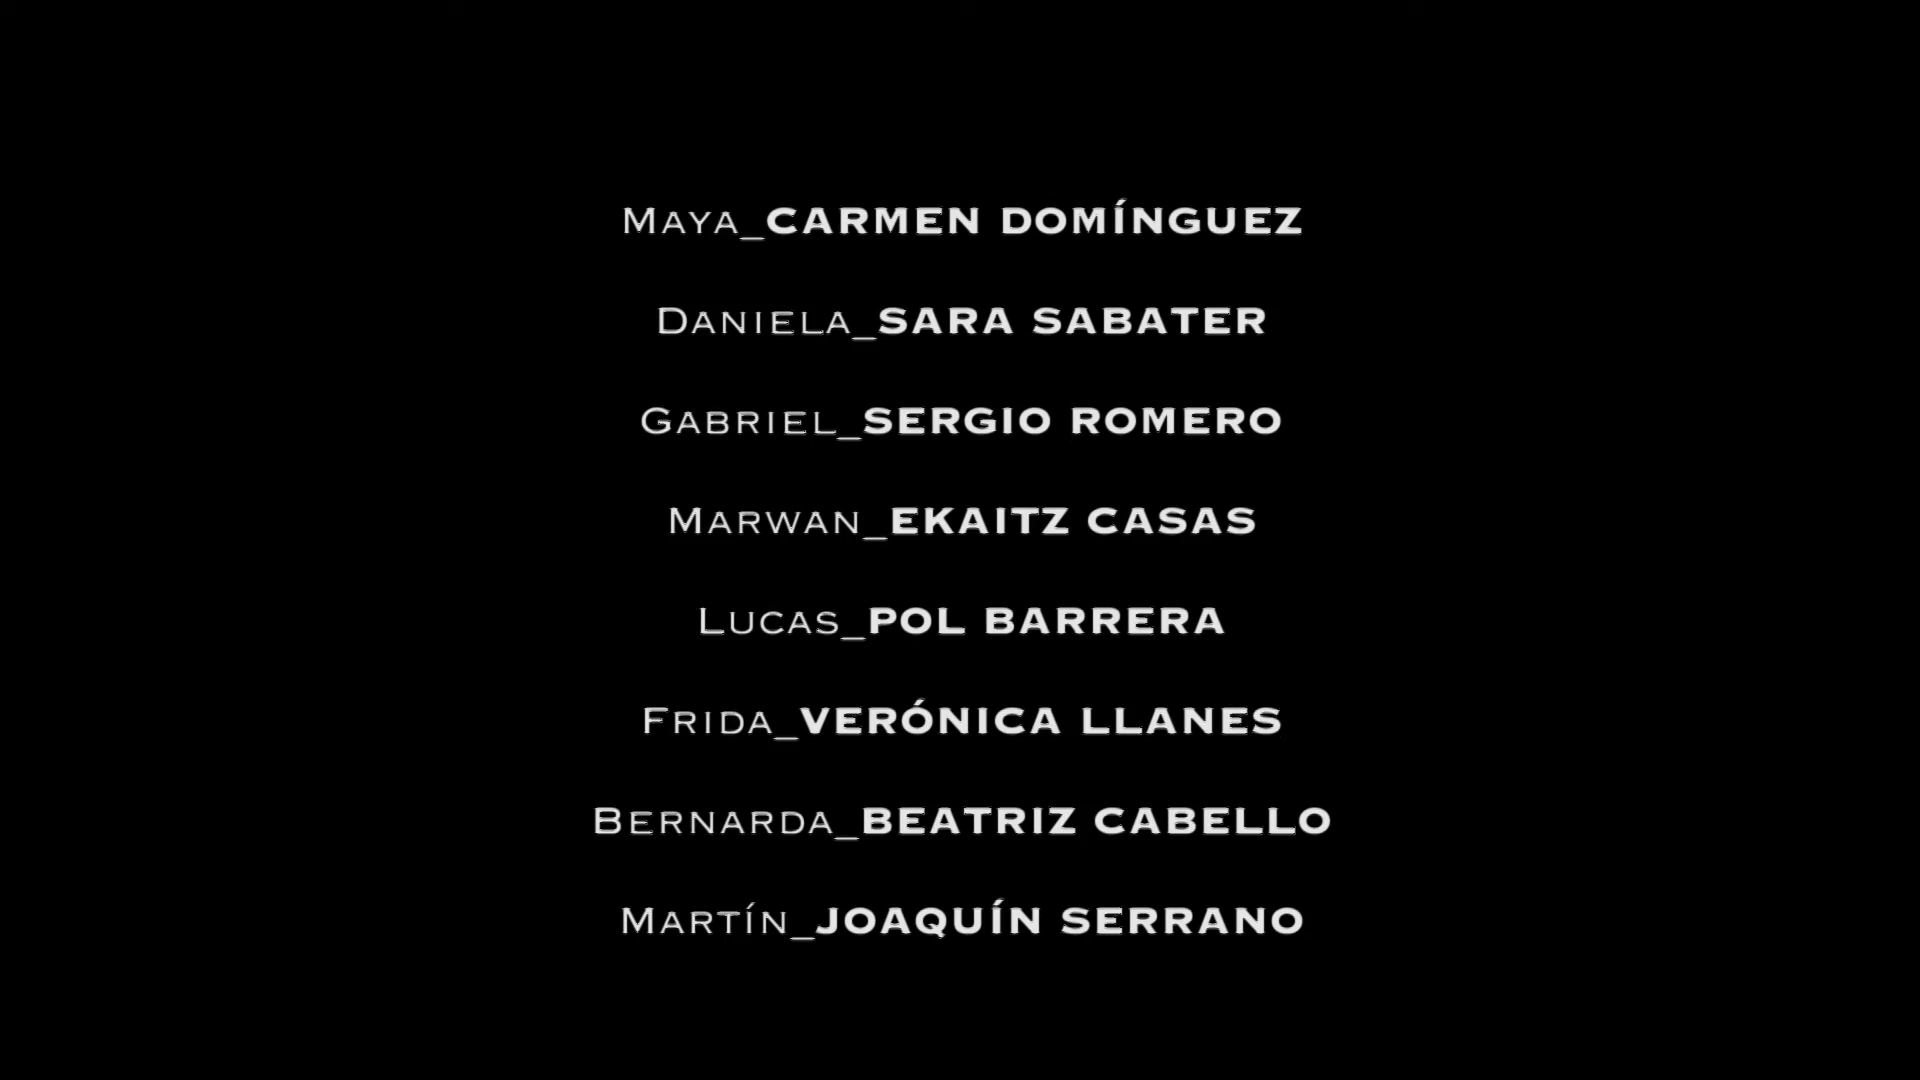 Maya_CARMEN DOMÍNGUEZ
Daniela_SARA SABATER
Gabriel_SERGIO ROMERO
Marwan_EKAITZ CASAS
Lucas_POL BARRERA
Frida_VERÓNICA LLANES
Bernarda_BEATRIZ CABELLO
Martín_JOAQUÍN SERRANO